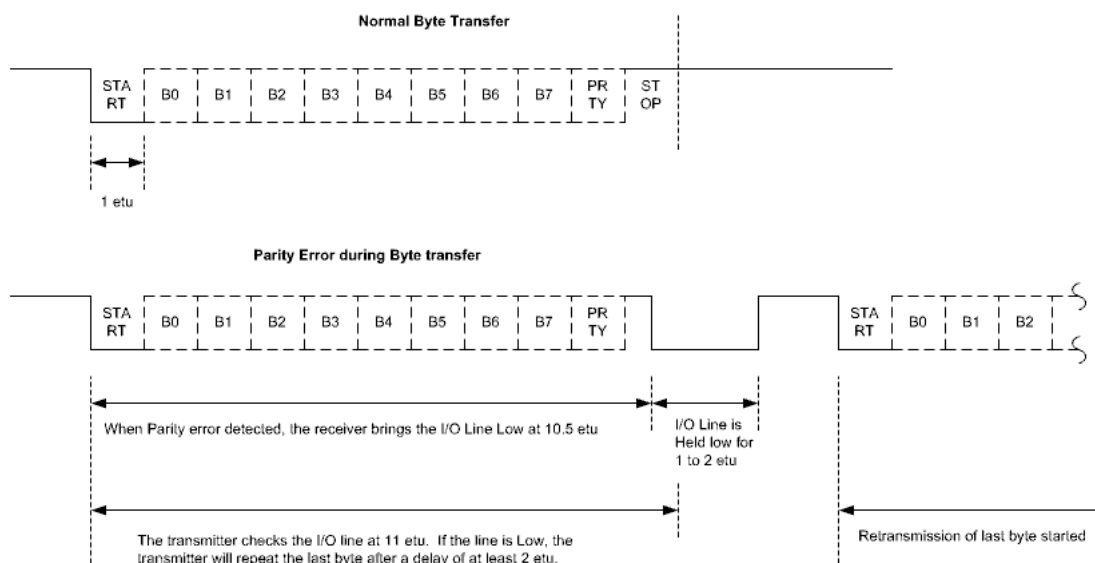 Normal Byte Transfer
STA
RT
B0
B1
B2
B3
B4
B5
B6
B7
PR
TY
ST
OP
1 etu
Parity Error during Byte transfer
STA
RT
B0
B1
B2
B3
B4
B5
B6
B7
PR
TY
STA
RT
B0
B1
B2
When Parity error detected, the receiver brings the I/O Line Low at 10.5 etu
I/O Line is
Held low for
1 to 2 etu
The transmitter checks the I/O line at 11 etu. If the line is Low, the
transmitter will repeat the last byte after a delay of at least 2 etu.
Retransmission of last byte started